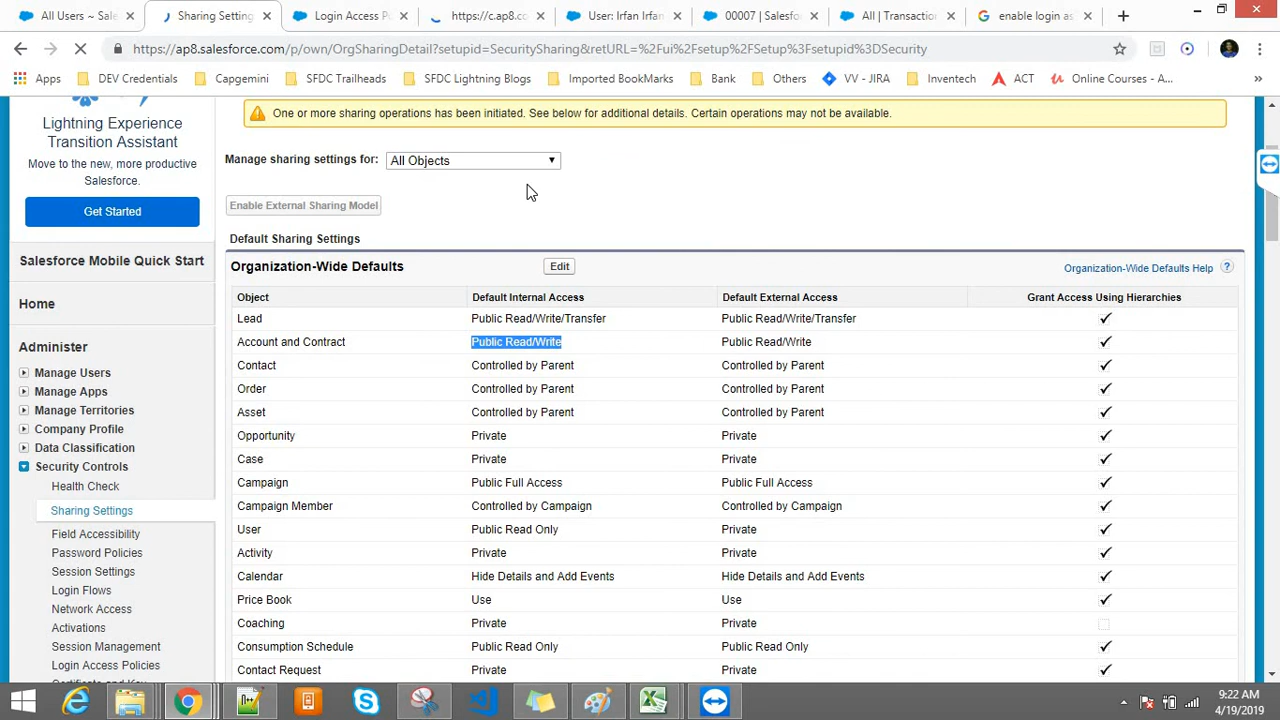 All Users ~ Sales
Sharing Settin
Login Access P
https://c.ap8.co
User: Irfan Irfan
00007 | Salesfo
All | Transactio
enable login as
https://ap8.salesforce.com/p/own/OrgSharingDetail?setupid=SecuritySharing&retURL=%2Fui%2Fsetup%2FSetup%3Fsetupid%3DSecurity
Apps
DEV Credentials
Capgemini
SFDC Trailheads
SFDC Lightning Blogs
Imported BookMarks
Bank
Others
VV - JIRA
Inventech
ACT
Online Courses - A...
»
Lightning Experience
Transition Assistant
Move to the new, more productive
Salesforce.
Get Started
Salesforce Mobile Quick Start
Home
Administer
Manage Users
Manage Apps
Manage Territories
Company Profile
Data Classification
Security Controls
Health Check
Sharing Settings
Field Accessibility
Password Policies
Session Settings
Login Flows
Network Access
Activations
Session Management
Login Access Policies
One or more sharing operations has been initiated. See below for additional details. Certain operations may not be available.
Manage sharing settings for: All Objects
Enable External Sharing Model
Default Sharing Settings
Organization-Wide Defaults Edit Organization-Wide Defaults Help ?
Object Default Internal Access Default External Access Grant Access Using Hierarchies
Lead Public Read/Write/Transfer Public Read/Write/Transfer
Account and Contract Public Read/Write Public Read/Write
Contact Controlled by Parent Controlled by Parent
Order Controlled by Parent Controlled by Parent
Asset Controlled by Parent Controlled by Parent
Opportunity Private Private
Case Private Private
Campaign Public Full Access Public Full Access
Campaign Member Controlled by Campaign Controlled by Campaign
User Public Read Only Private
Activity Private Private
Calendar Hide Details and Add Events Hide Details and Add Events
Price Book Use Use
Coaching Private Private
Consumption Schedule Public Read Only Public Read Only
Contact Request Private Private
9:22 AM
4/19/2019